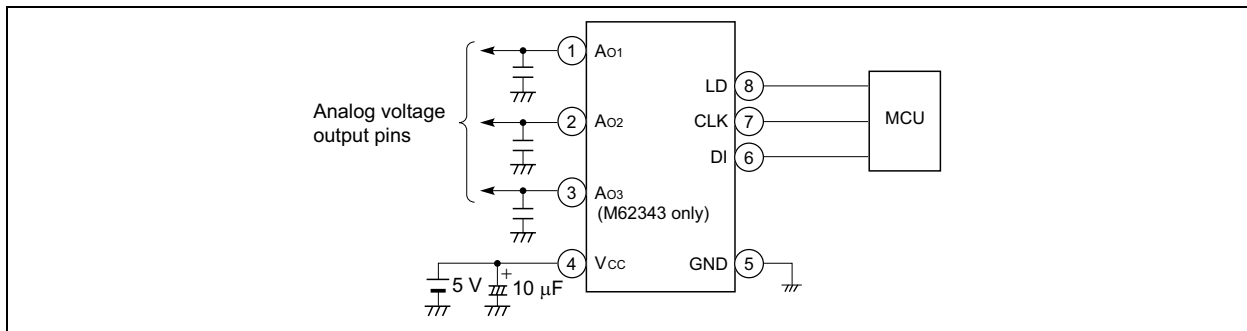 1 AO1
LD 8
Analog voltage
output pins
2 AO2
CLK 7
MCU
DI 6
3 AO3
(M62343 only)
4 VCC
GND 5
+
5 V
10 μF